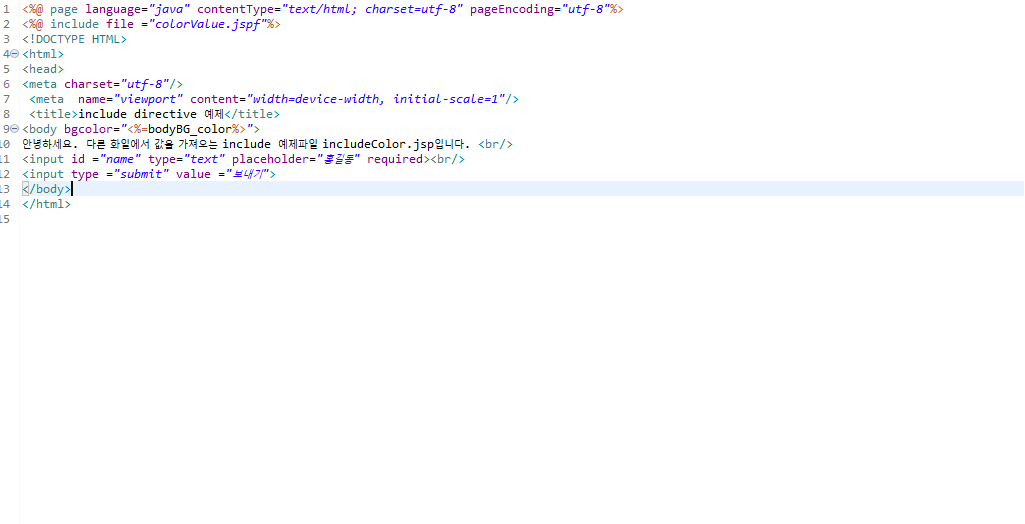 1 <%@ page language="java" contentType="text/html; charset=utf-8" pageEncoding="utf-8"%>
2 <%@ include file ="colorValue.jspf"%>
3 <!DOCTYPE HTML>
4 <html>
5 <head>
6 <meta charset="utf-8"/>
7  <meta  name="viewport" content="width=device-width, initial-scale=1"/>
8  <title>include directive 예제</title>
9 <body bgcolor="<%=bodyBG_color%>">
10 안녕하세요. 다른 화일에서 값을 가져오는 include 예제파일 includeColor.jsp입니다. <br/>
11 <input id ="name" type="text" placeholder="홍길동" required><br/>
12 <input type ="submit" value ="보내기">
13 </body>
14 </html>
15